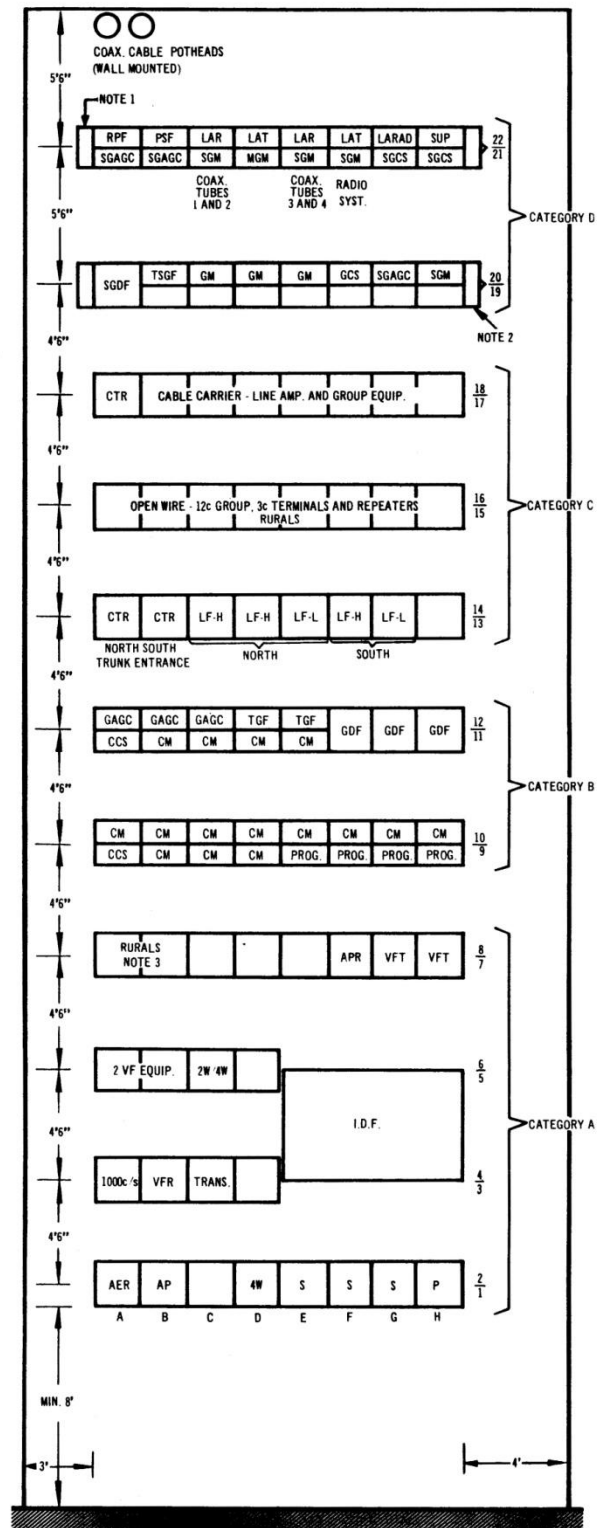 COAX. CABLE POTHEADS
(WALL MOUNTED)
5'6"
NOTE 1
RPF PSF LAR LAT LAR LAT LARAD SUP 22
SGAGC SGAGC SGM MGM SGM SGM SGCS SGCS 21
COAX. TUBES 1 AND 2
COAX. TUBES 3 AND 4
RADIO SYST.
CATEGORY D
5'6"
SGDF TSGF GM GM GM GCS SGAGC SGM 20
19
NOTE 2
4'6"
CTR CABLE CARRIER - LINE AMP. AND GROUP EQUIP. 18
17
4'6"
OPEN WIRE - 12c GROUP, 3c TERMINALS AND REPEATERS 16
RURALS 15
CATEGORY C
4'6"
CTR CTR LF-H LF-H LF-L LF-H LF-L 14
13
NORTH SOUTH
TRUNK ENTRANCE
NORTH
SOUTH
4'6"
GAGC GAGC GAGC TGF TGF GDF GDF GDF 12
CCS CM CM CM CM 11
4'6"
CATEGORY B
CM CM CM CM CM CM CM CM 10
CCS CM CM CM PROG. PROG. PROG. PROG. 9
4'6"
RURALS APR VFT VFT 8
NOTE 3 7
4'6"
2 VF EQUIP. 2W/4W 6
5
I.D.F.
CATEGORY A
4'6"
1000c/s VFR TRANS. 4
3
4'6"
AER AP 4W S S S P 2
1
A B C D E F G H
MIN. 8'
3'
4'